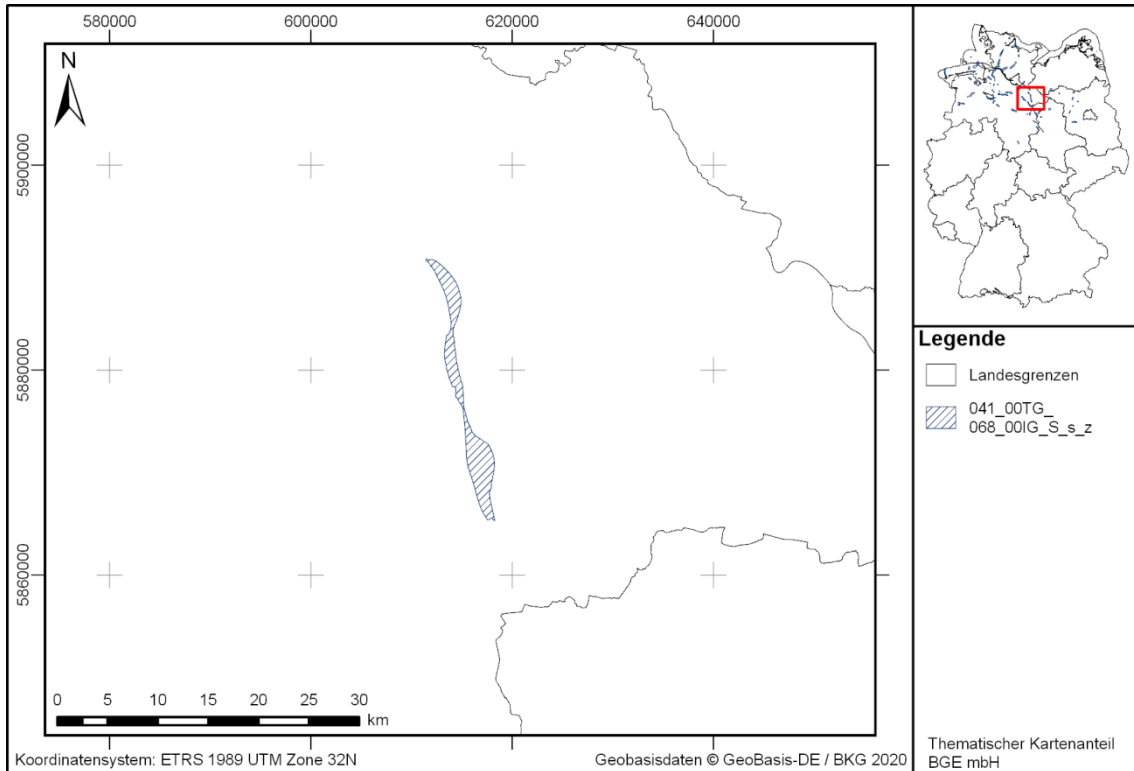 580000
600000
620000
640000
N
5900000
5880000
5860000
0
5
10
15
20
25
30
km
Koordinatensystem: ETRS 1989 UTM Zone 32N
Geobasisdaten © GeoBasis-DE / BKG 2020
Legende
Landesgrenzen
041_00TG_
068_00IG_S_s_z
Thematischer Kartenanteil
BGE mbH